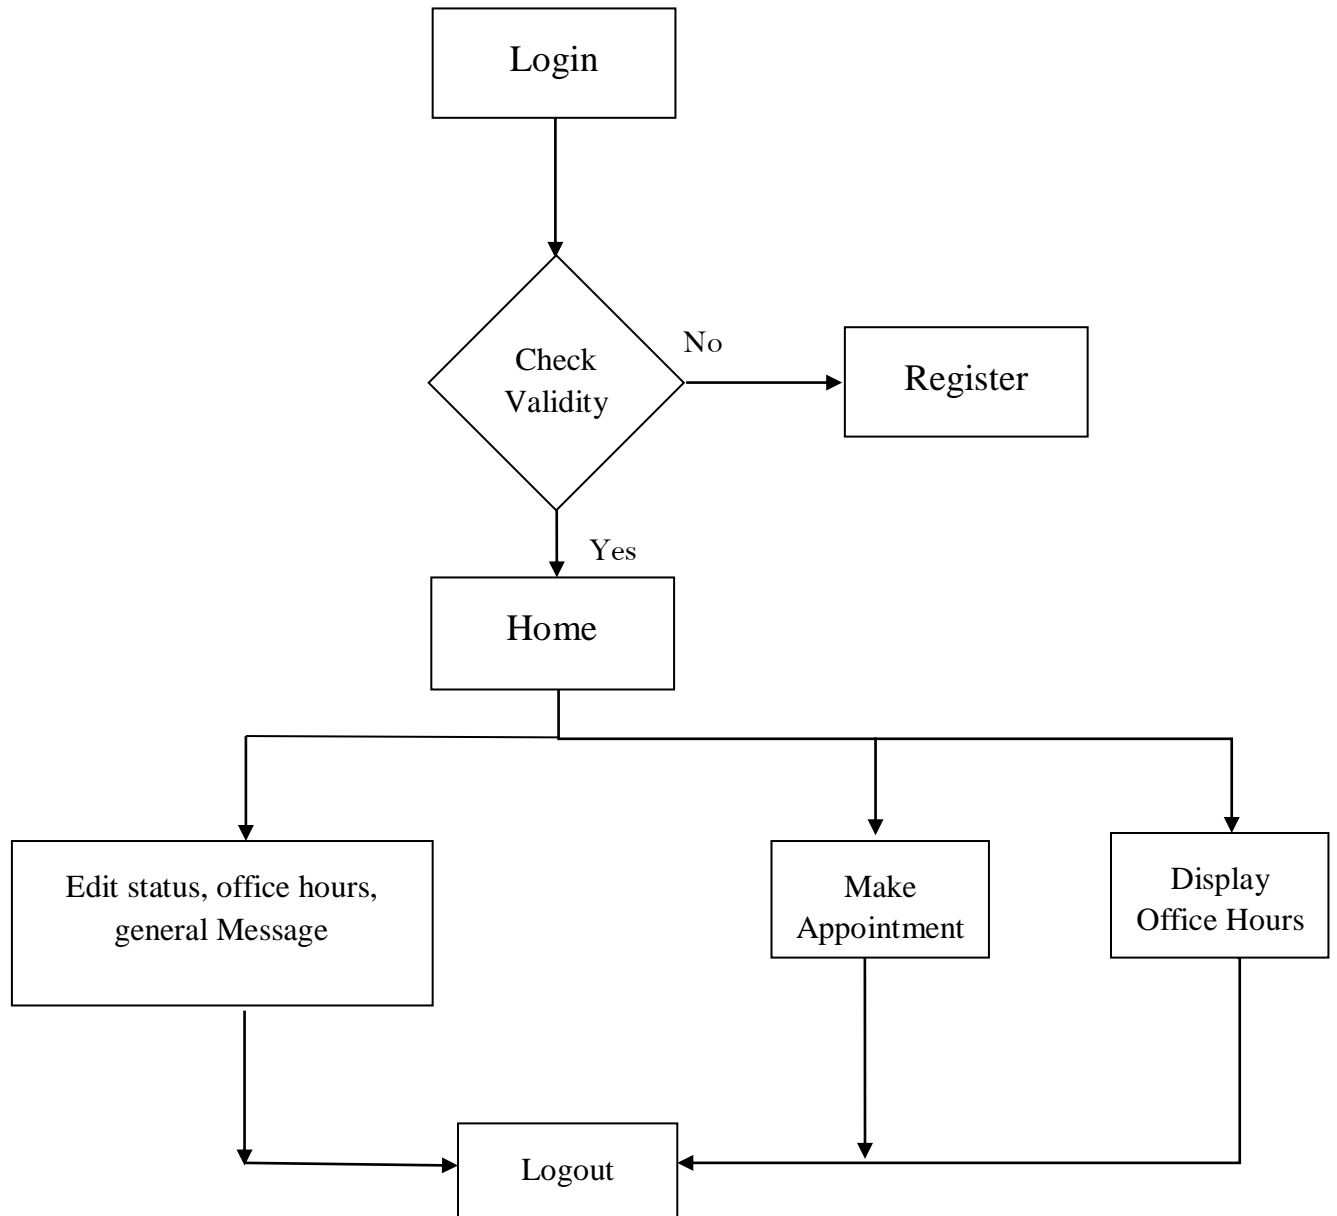 Login
Check
Validity
No
Register
Yes
Home
Edit status, office hours,
general Message
Make
Appointment
Display
Office Hours
Logout